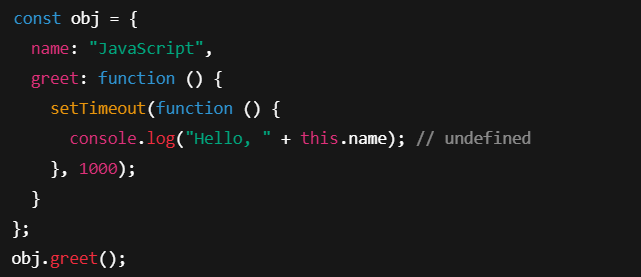 const obj = {
  name: "JavaScript",
  greet: function () {
    setTimeout(function () {
      console.log("Hello, " + this.name); // undefined
    }, 1000);
  }
};
obj.greet();